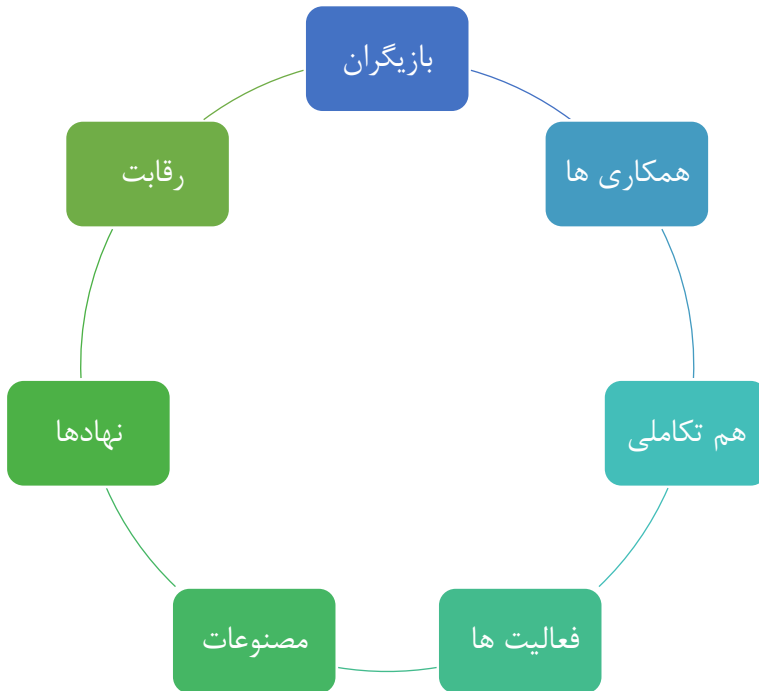 بازیگران
همکاری ها
هم تکاملی
فعالیت ها
مصنوعات
نهادها
رقابت